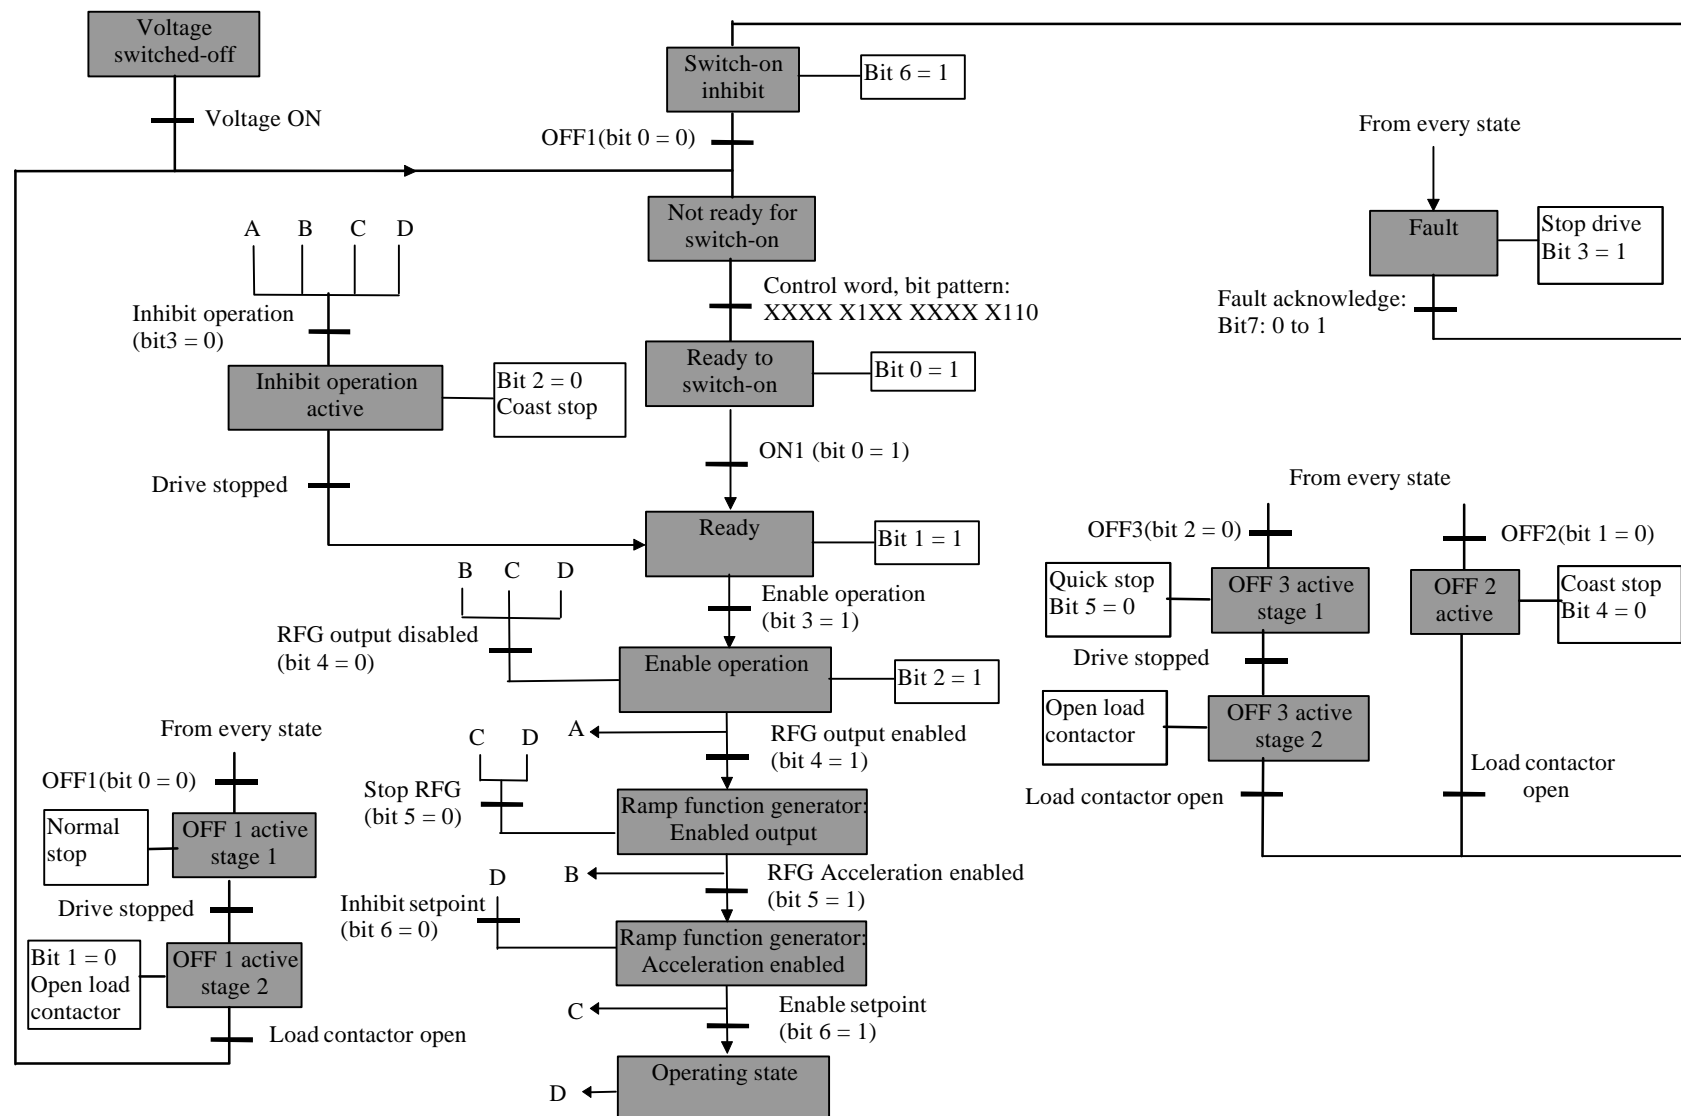 Voltage
switched-off
Voltage ON
Switch-on
inhibit
Bit 6 = 1
OFF1(bit 0 = 0)
From every state
Not ready for
switch-on
Fault
Stop drive
Bit 3 = 1
A B C D
Control word, bit pattern:
XXXX X1XX XXXX X110
Fault acknowledge:
Bit7: 0 to 1
Inhibit operation
(bit3 = 0)
Ready to
switch-on
Bit 0 = 1
Inhibit operation
active
Bit 2 = 0
Coast stop
ON1 (bit 0 = 1)
Drive stopped
From every state
Ready
Bit 1 = 1
OFF3(bit 2 = 0)
OFF2(bit 1 = 0)
B C D
Enable operation
(bit 3 = 1)
Quick stop
Bit 5 = 0
OFF 3 active
stage 1
OFF 2
active
Coast stop
Bit 4 = 0
RFG output disabled
(bit 4 = 0)
Enable operation
Bit 2 = 1
Drive stopped
Open load
contactor
OFF 3 active
stage 2
A
RFG output enabled
(bit 4 = 1)
From every state
C D
Load contactor
open
Load contactor open
OFF1(bit 0 = 0)
Stop RFG
(bit 5 = 0)
Ramp function generator:
Enabled output
Normal
stop
OFF 1 active
stage 1
B
RFG Acceleration enabled
(bit 5 = 1)
D
Drive stopped
Inhibit setpoint
(bit 6 = 0)
Ramp function generator:
Acceleration enabled
Bit 1 = 0
Open load
contactor
OFF 1 active
stage 2
C
Enable setpoint
(bit 6 = 1)
Load contactor open
Operating state
D